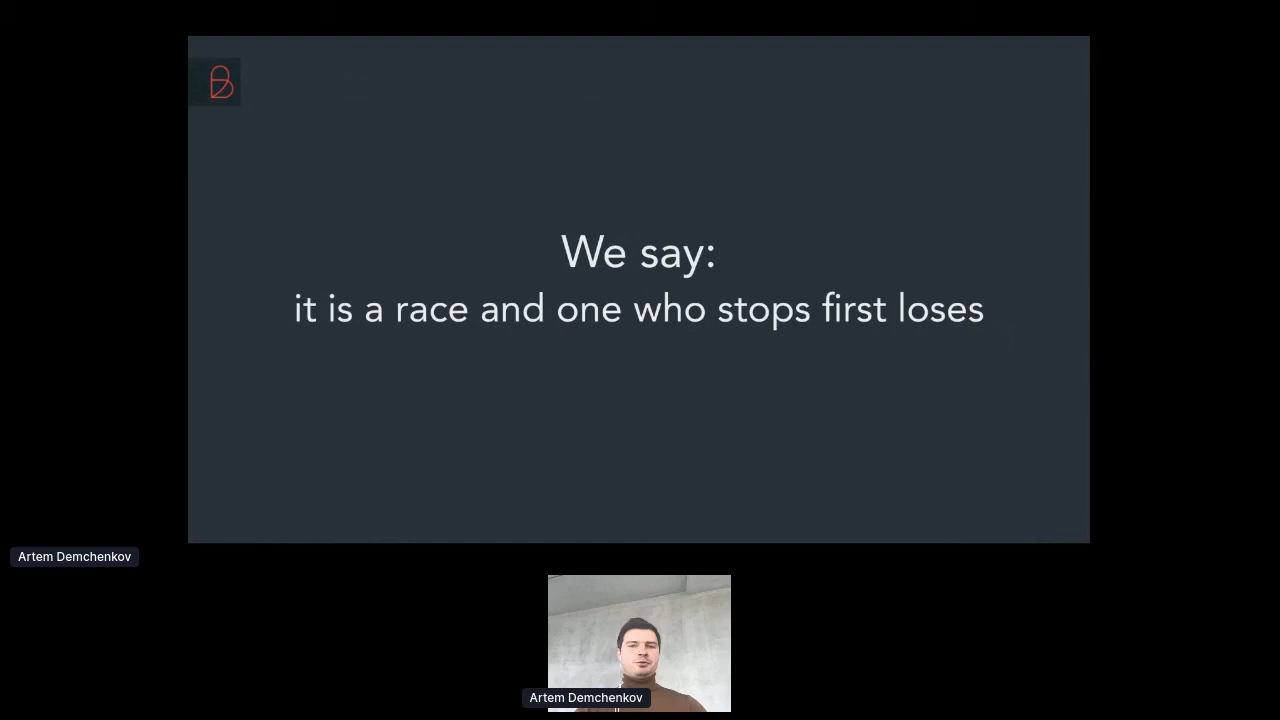 We say:
it is a race and one who stops first loses
Artem Demchenkov
Artem Demchenkov